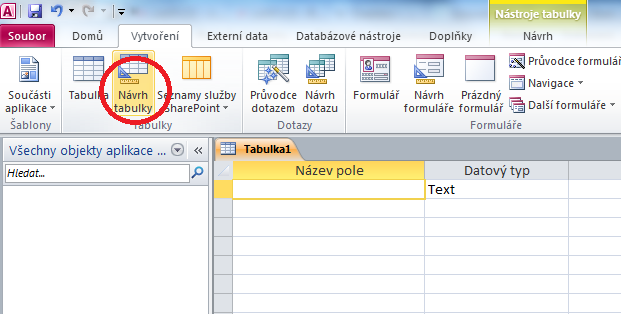 Nástroje tabulky
Soubor Domů Vytvoření Externí data Databázové nástroje Doplňky Návrh
Součásti aplikace
Tabulka
Návrh tabulky
Seznamy služby SharePoint
Průvodce dotazem
Návrh dotazu
Formulář
Návrh formuláře
Prázdný formulář
Průvodce formulář
Navigace
Další formuláře
Šablony Tabulky Dotazy Formuláře
Všechny objekty aplikace ...
Hledat...
Tabulka1
Název pole Datový typ
Text